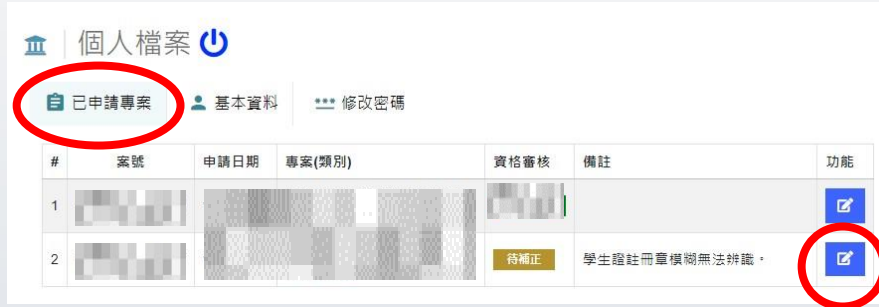 個人檔案
已申請專案 基本資料 修改密碼
# 案號 申請日期 專案(類別) 資格審核 備註 功能
1
2 待補正 學生證註冊章模糊無法辨識。